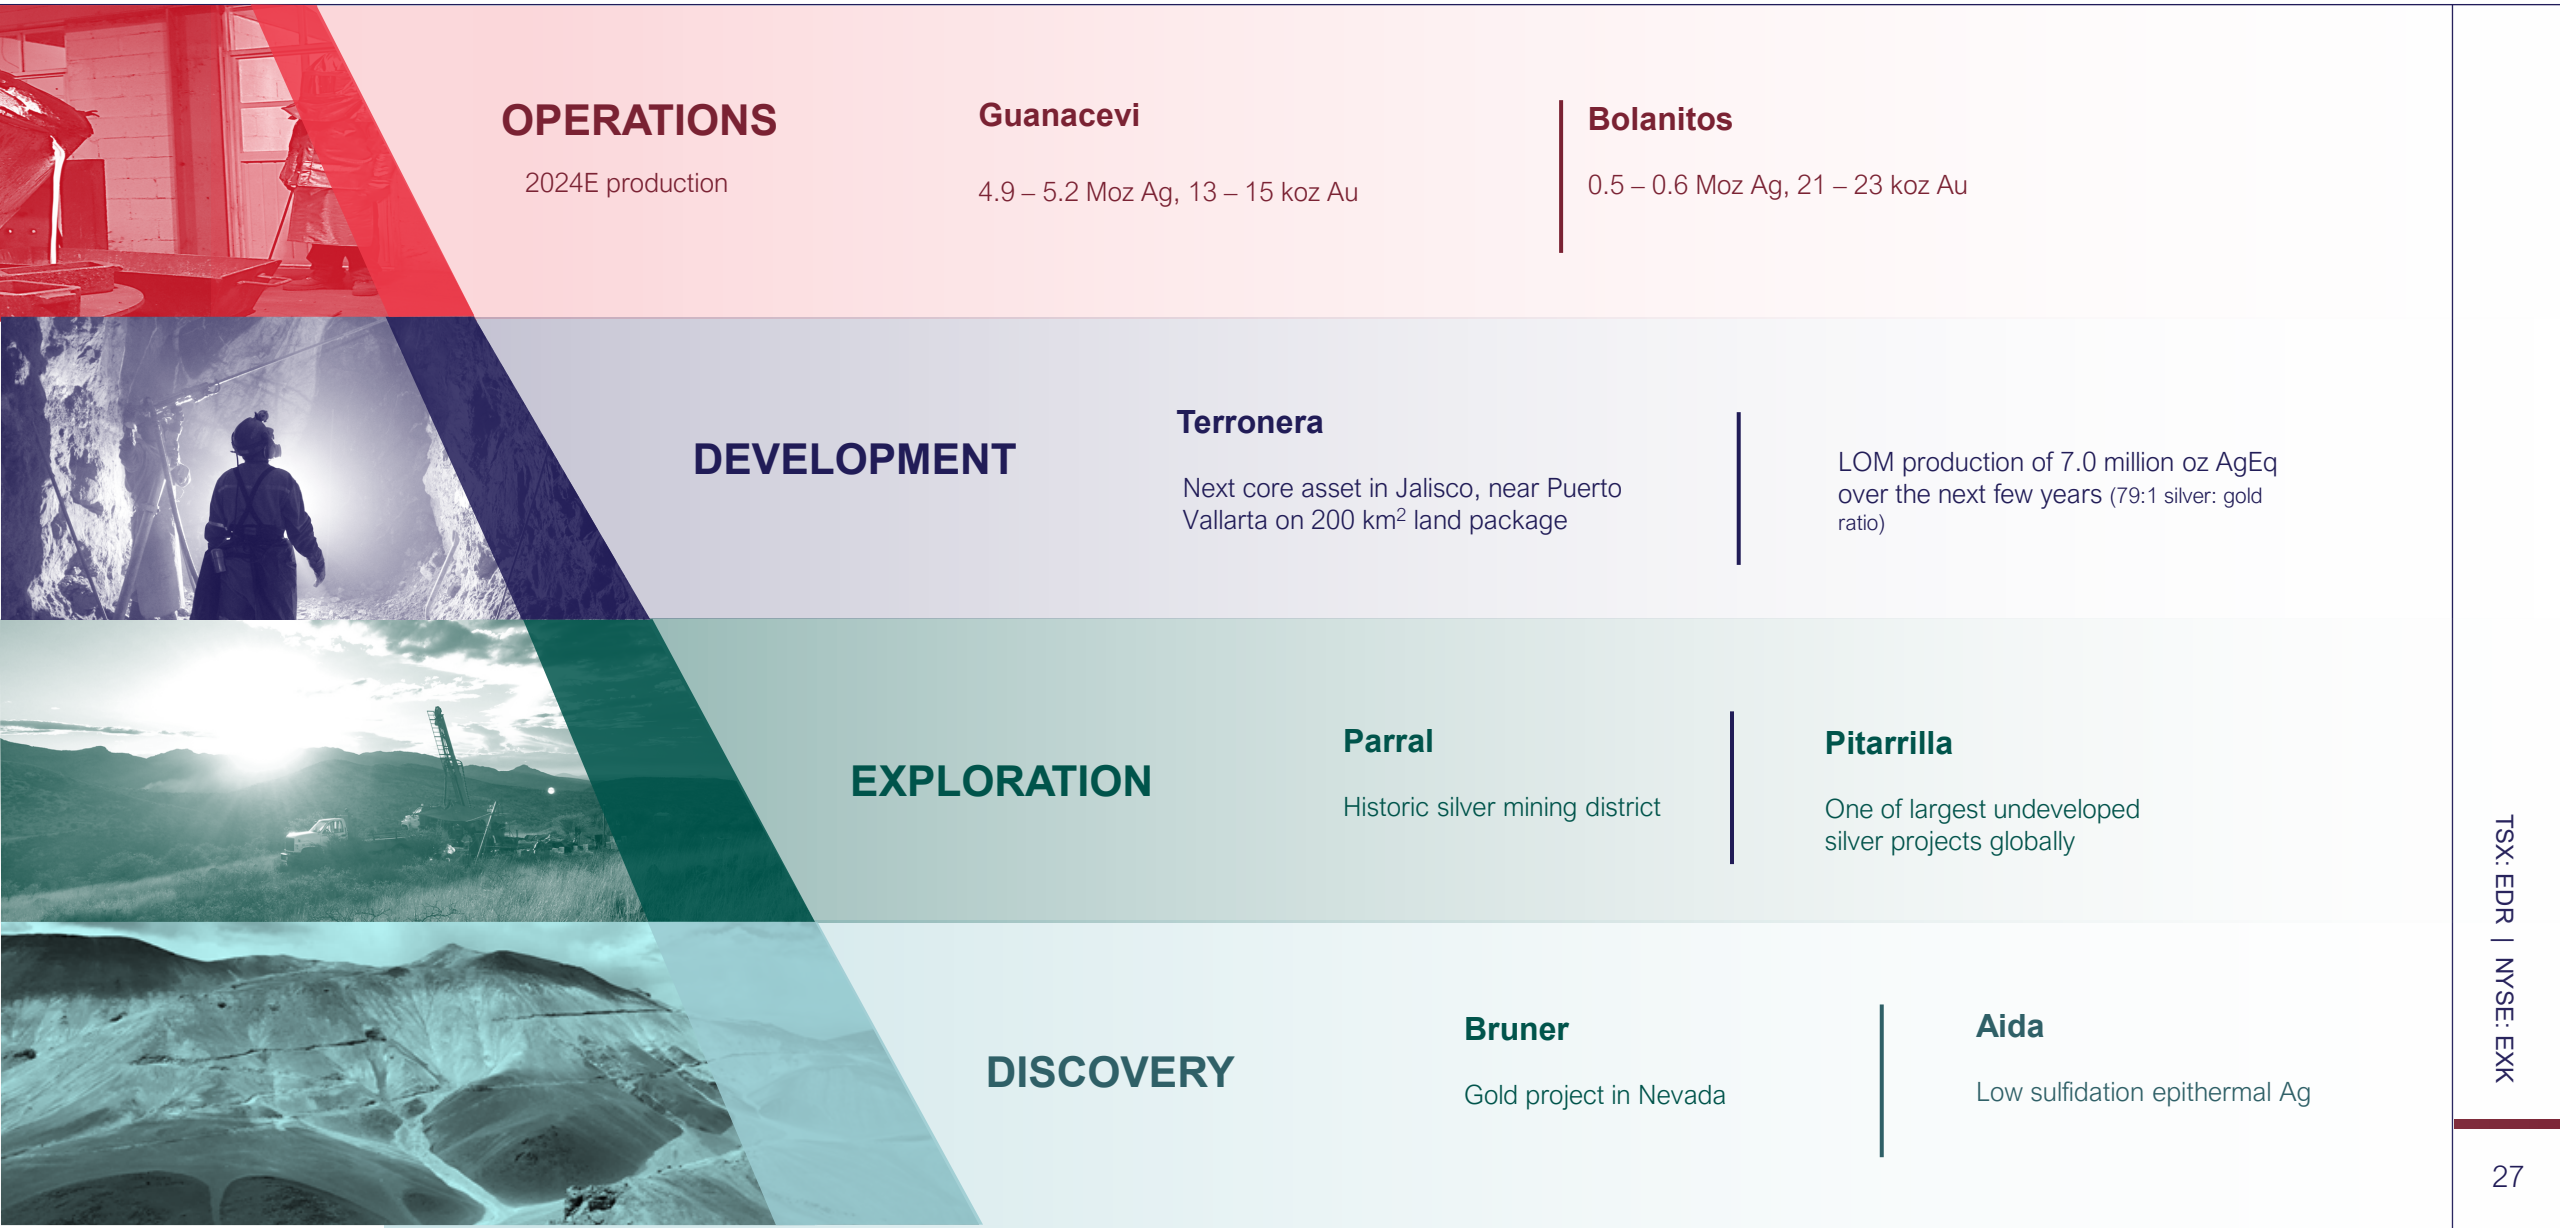 OPERATIONS
2024E production
Guanacevi
4.9 – 5.2 Moz Ag, 13 – 15 koz Au
Bolanitos
0.5 – 0.6 Moz Ag, 21 – 23 koz Au
DEVELOPMENT
Terronera
Next core asset in Jalisco, near Puerto
Vallarta on 200 km² land package
LOM production of 7.0 million oz AgEq
over the next few years (79:1 silver: gold
ratio)
EXPLORATION
Parral
Historic silver mining district
Pitarrilla
One of largest undeveloped
silver projects globally
DISCOVERY
Bruner
Gold project in Nevada
Aida
Low sulfidation epithermal Ag
TSX: EDR | NYSE: EXK
27